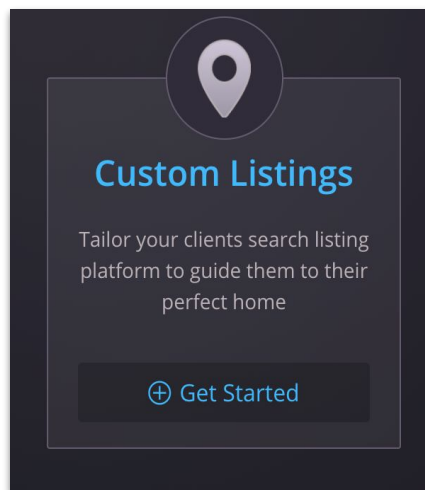 Custom Listings
Tailor your clients search listing
platform to guide them to their
perfect home
Get Started